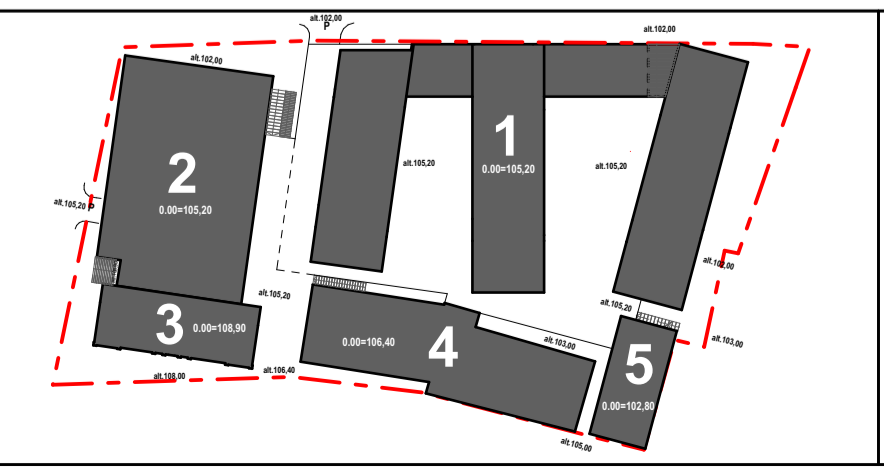 alt.102,00
P
alt.102,00
alt.102,00
1
0.00=105,20
alt.105,20
alt.105,20
2
0.00=105,20
alt.105,20 P
alt.102,00
alt.105,20
alt.105,20
3
0.00=108,90
0.00=106,40
4
alt.103,00
alt.103,00
5
0.00=102,80
alt.108,00
alt.106,40
alt.105,00